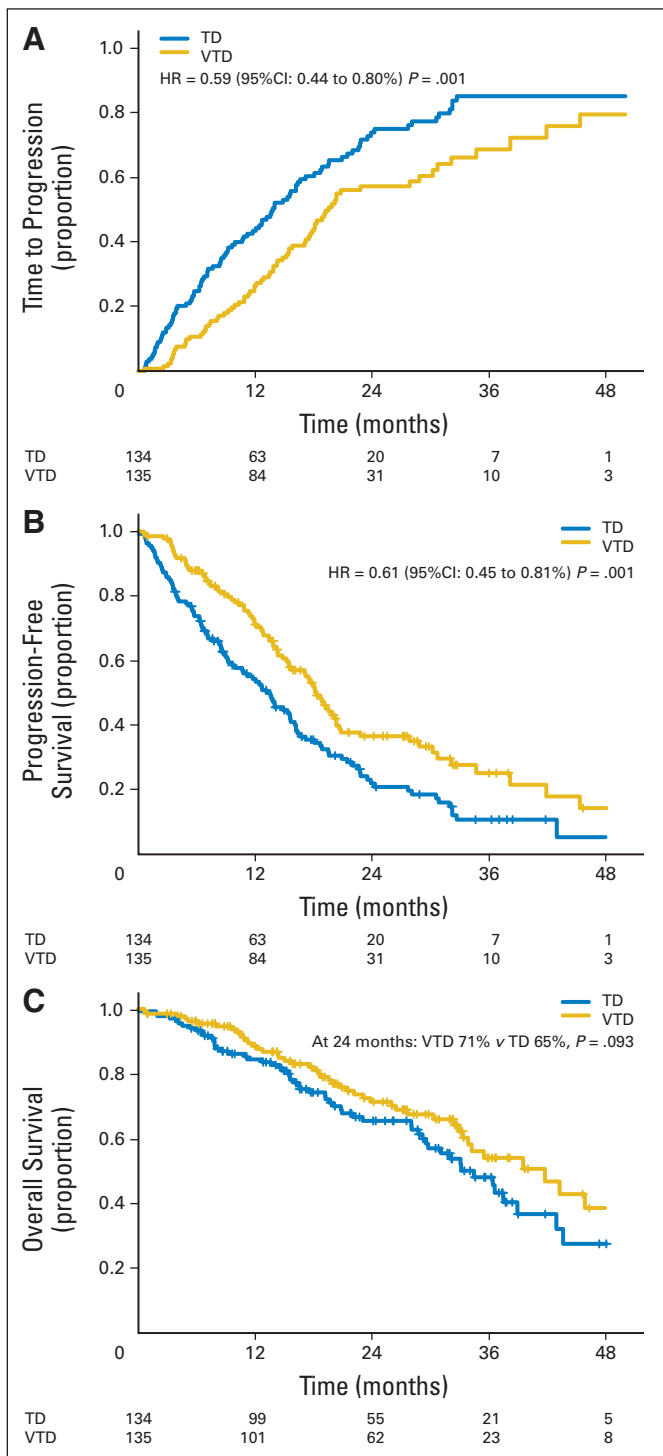 A
TD
VTD
HR = 0.59 (95%CI: 0.44 to 0.80%) P = .001
Time to Progression
(proportion)
1.0
0.8
0.6
0.4
0.2
0 12 24 36 48
Time (months)
TD 134 63 20 7 1
VTD 135 84 31 10 3
B
TD
VTD
HR = 0.61 (95%CI: 0.45 to 0.81%) P = .001
Progression-Free
Survival (proportion)
1.0
0.8
0.6
0.4
0.2
0 12 24 36 48
Time (months)
TD 134 63 20 7 1
VTD 135 84 31 10 3
C
TD
VTD
At 24 months: VTD 71% v TD 65%, P = .093
Overall Survival
(proportion)
1.0
0.8
0.6
0.4
0.2
0 12 24 36 48
Time (months)
TD 134 99 55 21 5
VTD 135 101 62 23 8